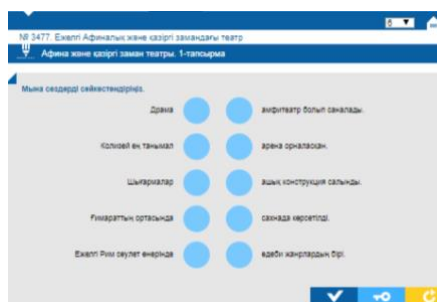 6
№ 3477. Ежелгі Афиналық және қазіргі замандағы театр
Афина және қазіргі заман театры. 1-тапсырма
Мына сөздерді сәйкестендіріңіз.
Драма амфитеатр болып саналады.
Колизей ең танымал арена орналасқан.
Шығармалар ашық конструкция салынды.
Ғимараттың ортасында сахнада көрсетілді.
Ежелгі Рим сәулет өнерінде әдеби жанрлардың бірі.